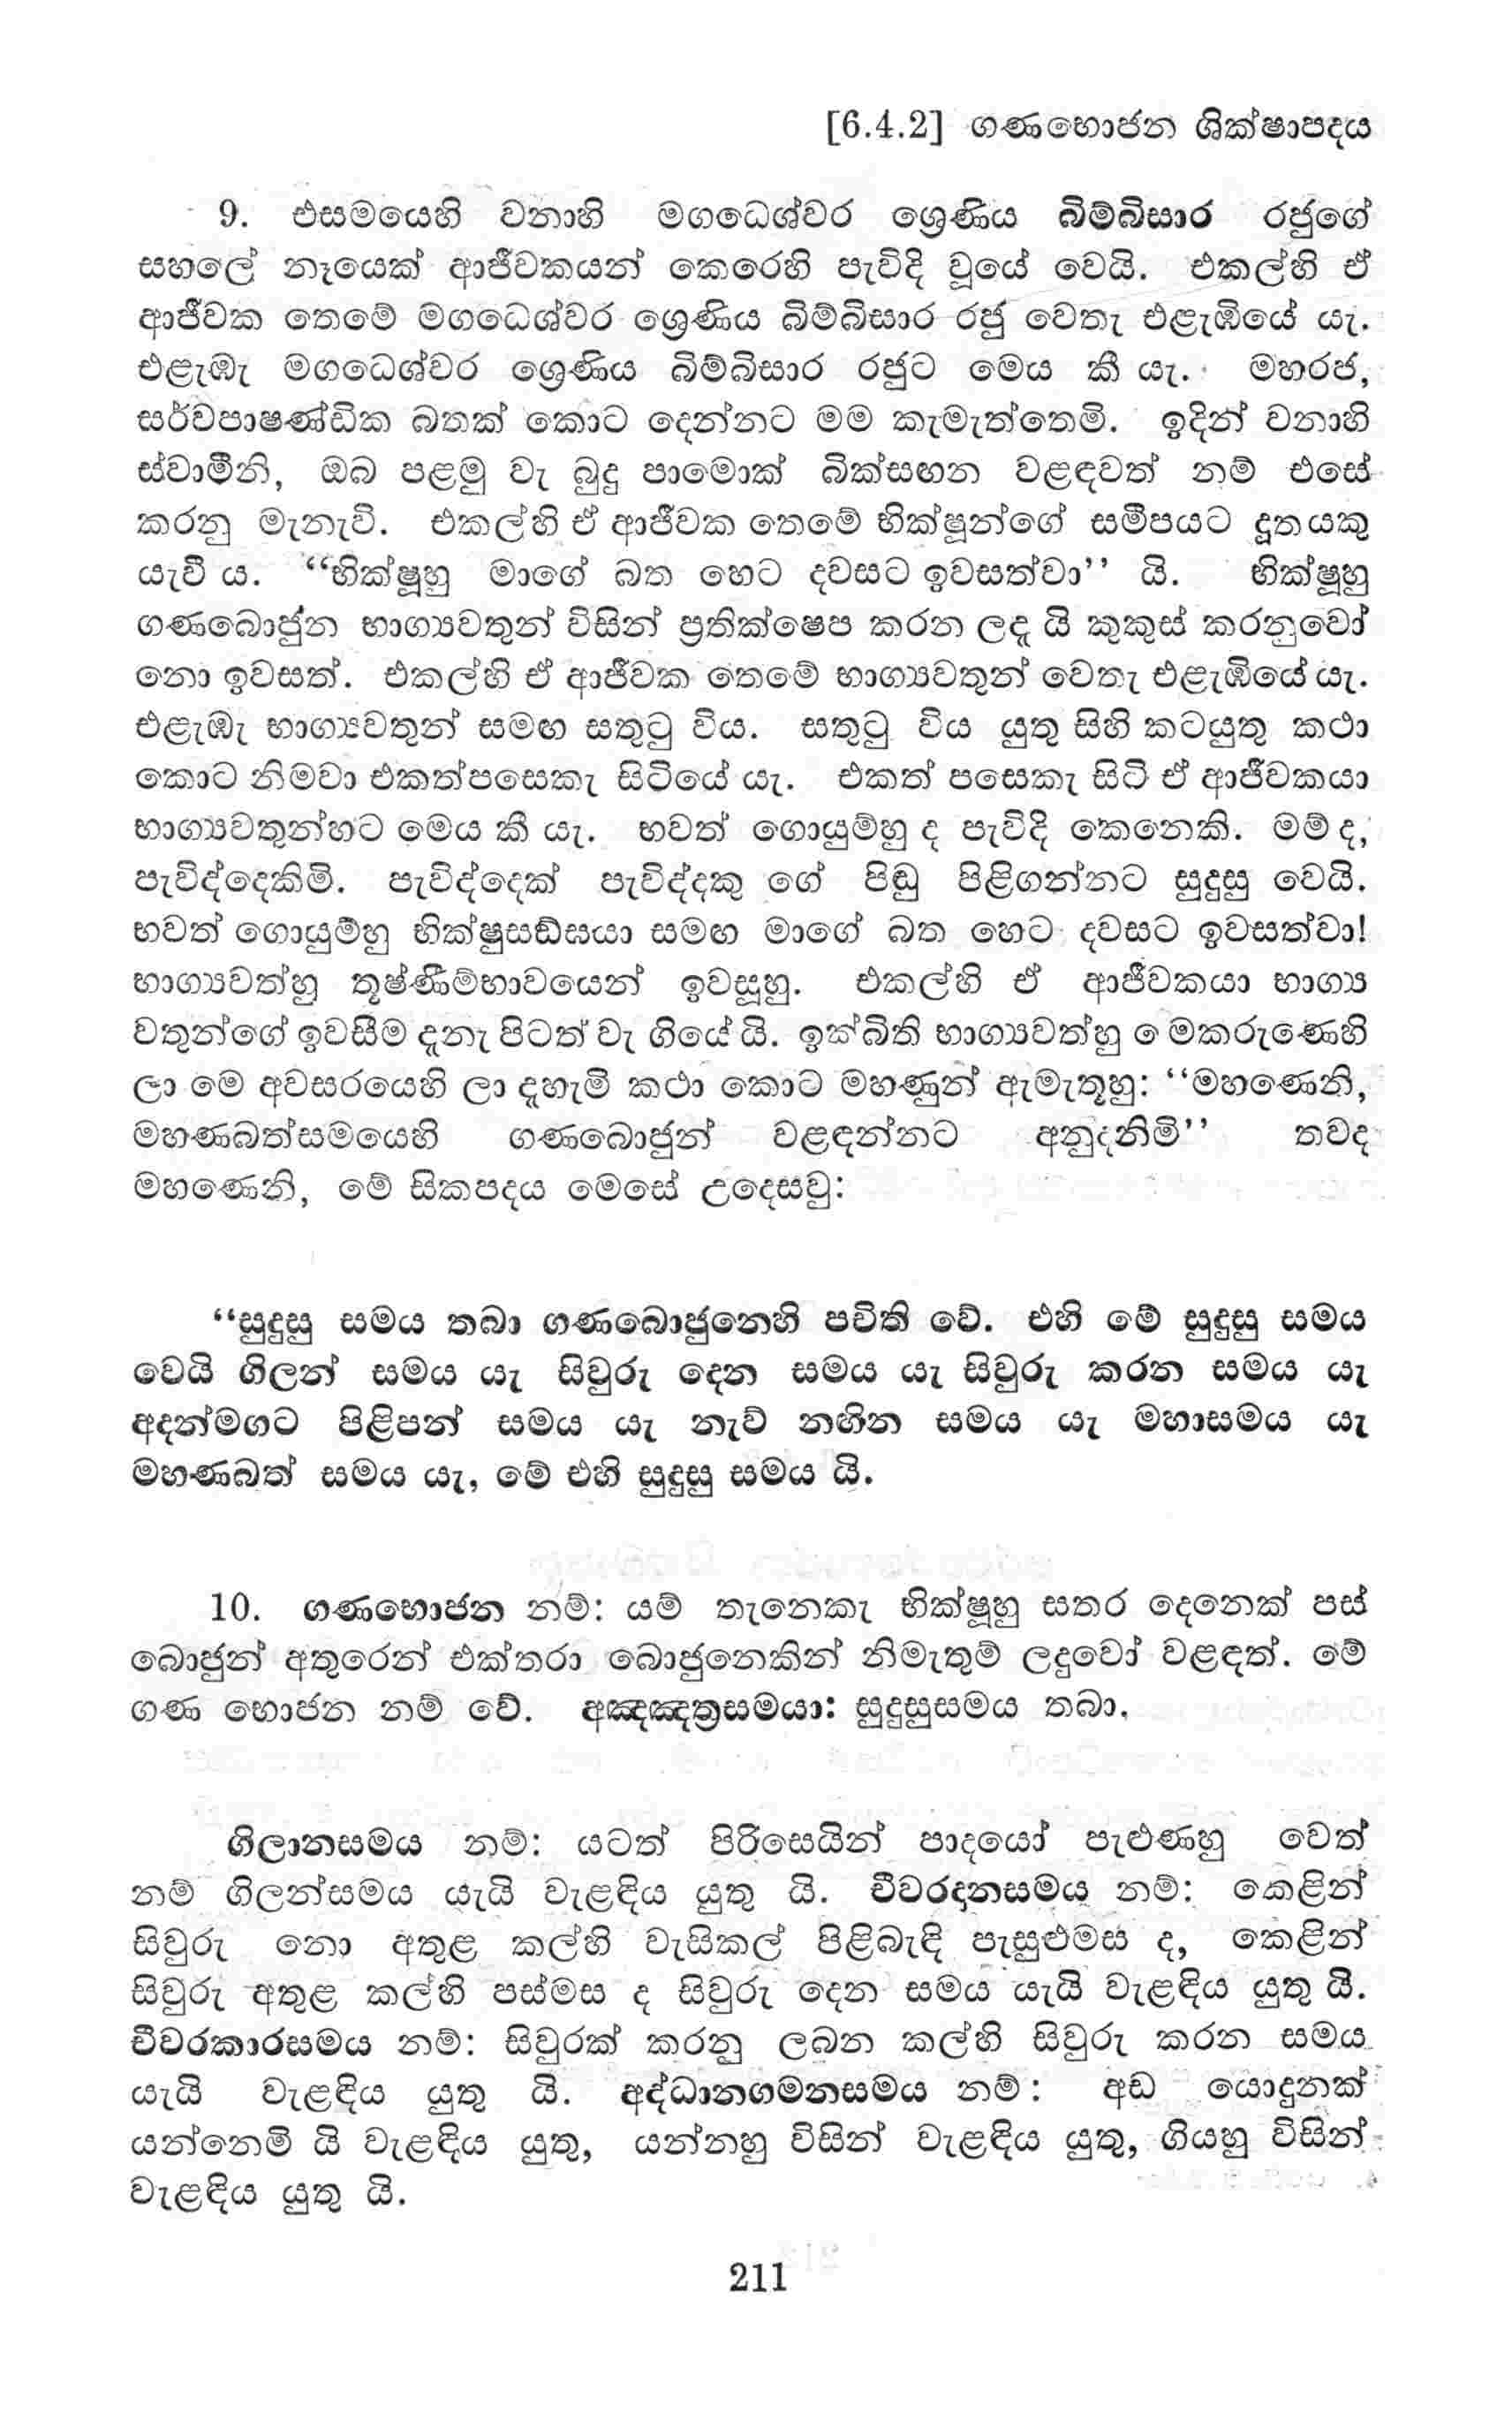 [6.4.2] ගණභොජන ශික්ෂාපදය
9. එසමයෙහි වනාහි මගධෙශ්වර ශ්‍රෙණිය බිම්බිසාර රජුගේ
සහලේ නෑයෙක් ආජීවකයන් කෙරෙහි පැවිදි වූයේ වෙයි. එකල්හි ඒ
ආජීවක තෙමේ මගධෙශ්වර ශ්‍රෙණිය බිම්බිසාර රජු වෙතැ එළැඹියේ යැ.
එළැඹැ මගධෙශ්වර ශ්‍රෙණිය බිම්බිසාර රජුට මෙය කී යැ. මහරජ,
සර්වපාෂණ්ඩික බතක් කොට දෙන්නට මම කැමැත්තෙමි. ඉදින් වනාහි
ස්වාමීනි, ඔබ පළමු වැ බුදු පාමොක් බික්සඟන වළඳවත් නම් එසේ
කරනු මැනැවි. එකල්හි ඒ ආජීවක තෙමේ භික්ෂූන්ගේ සමීපයට දූතයකු
යැවී ය. “භික්ෂූහු මාගේ බත හෙට දවසට ඉවසත්වා” යි. භික්ෂූහු
ගණබොජුන භාග්‍යවතුන් විසින් ප්‍රතික්ෂෙප කරන ලදැ යි කුකුස් කරනුවෝ
නො ඉවසත්. එකල්හි ඒ ආජීවක තෙමේ භාග්‍යවතුන් වෙතැ එළැඹියේ යැ.
එළැඹැ භාග්‍යවතුන් සමඟ සතුටු විය. සතුටු විය යුතු සිහි කටයුතු කථා
කොට නිමවා එකත්පසෙකැ සිටියේ යැ. එකත් පසෙකැ සිටි ඒ ආජීවකයා
භාග්‍යවතුන්හට මෙය කී යැ. භවත් ගොයුම්හු ද පැවිදි කෙනෙකි. මම් ද,
පැවිද්දෙකිමි. පැවිද්දෙක් පැවිද්දකු ගේ පිඬු පිළිගන්නට සුදුසු වෙයි.
භවත් ගොයුම්හු භික්ෂුසඞ්ඝයා සමඟ මාගේ බත හෙට දවසට ඉවසත්වා!
භාග්‍යවත්හු තූෂ්ණීම්භාවයෙන් ඉවසූහු. එකල්හි ඒ ආජීවකයා භාග්‍ය
වතුන්ගේ ඉවසීම දැනැ පිටත් වැ ගියේ යි. ඉක්බිති භාග්‍යවත්හු මෙකරුණෙහි
ලා මෙ අවසරයෙහි ලා දැහැමි කථා කොට මහණුන් ඇමැතූහු: “මහණෙනි,
මහණබත්සමයෙහි ගණබොජුන් වළඳන්නට අනුදනිමි” තවද
මහණෙනි, මේ සිකපදය මෙසේ උදෙසවු:
“සුදුසු සමය තබා ගණබොජුනෙහි පචිති වේ. එහි මේ සුදුසු සමය
වෙයි ගිලන් සමය යැ සිවුරු දෙන සමය යැ සිවුරු කරන සමය යැ
අදන්මගට පිළිපන් සමය යැ නැව් නඟින සමය යැ මහාසමය යැ
මහණබත් සමය යැ, මේ එහි සුදුසු සමය යි.
10. ගණභොජන නම්: යම් තැනෙකැ භික්ෂූහු සතර දෙනෙක් පස්
බොජුන් අතුරෙන් එක්තරා බොජුනෙකින් නිමැතුම් ලදුවෝ වළඳත්. මේ
ගණ භොජන නම් වේ. අඤ්ඤත්‍රසමයා: සුදුසුසමය තබා.
ගිලානසමය නම්: යටත් පිරිසෙයින් පාදයෝ පැළුණහු වෙත්
නම් ගිලන්සමය යැයි වැළඳිය යුතු යි. චීවරදානසමය නම්: කෙළින්
සිවුරු නො අතුළ කල්හි වැසිකල් පිළිබැඳි පැසුළුමස ද, කෙළින්
සිවුරු අතුළ කල්හි පස්මස ද සිවුරු දෙන සමය යැයි වැළඳිය යුතු යි.
චීවරකාරසමය නම්: සිවුරක් කරනු ලබන කල්හි සිවුරු කරන සමය
යැයි වැළඳිය යුතු යි. අද්ධානගමනසමය නම්: අඩ යොදුනක්
යන්නෙමි යි වැළඳිය යුතු, යන්නහු විසින් වැළඳිය යුතු, ගියහු විසින්
වැළඳිය යුතු යි.
211